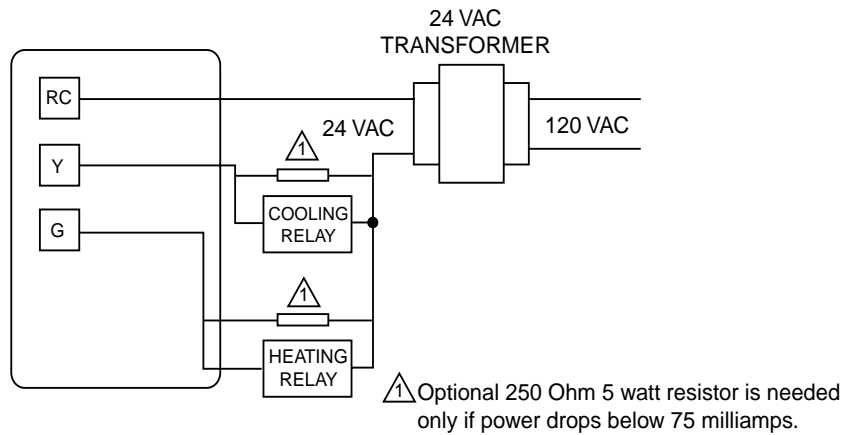 24 VAC
TRANSFORMER
RC
24 VAC
120 VAC
1
Y
COOLING
RELAY
G
1
HEATING
RELAY
1 Optional 250 Ohm 5 watt resistor is needed
only if power drops below 75 milliamps.